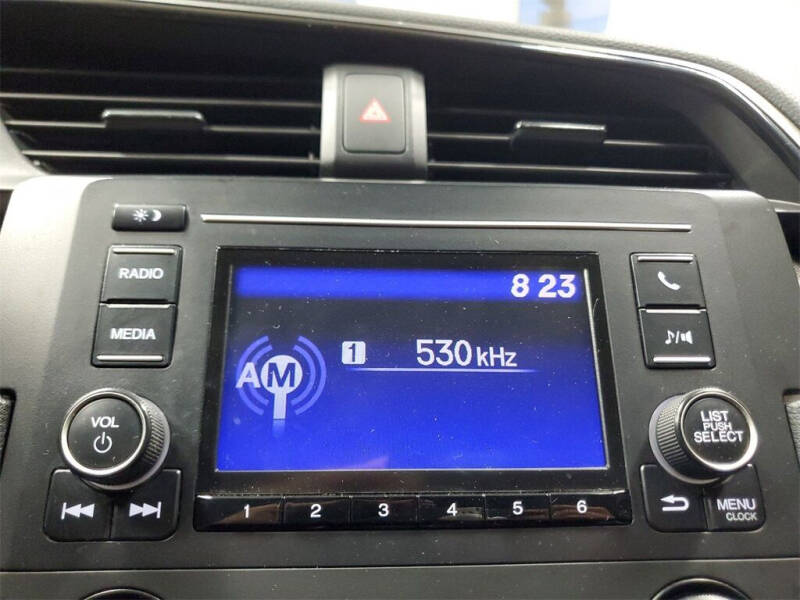 RADIO
MEDIA
VOL
8 23
AM
1 530 kHz
1 2 3 4 5 6
LIST
PUSH
SELECT
MENU
CLOCK